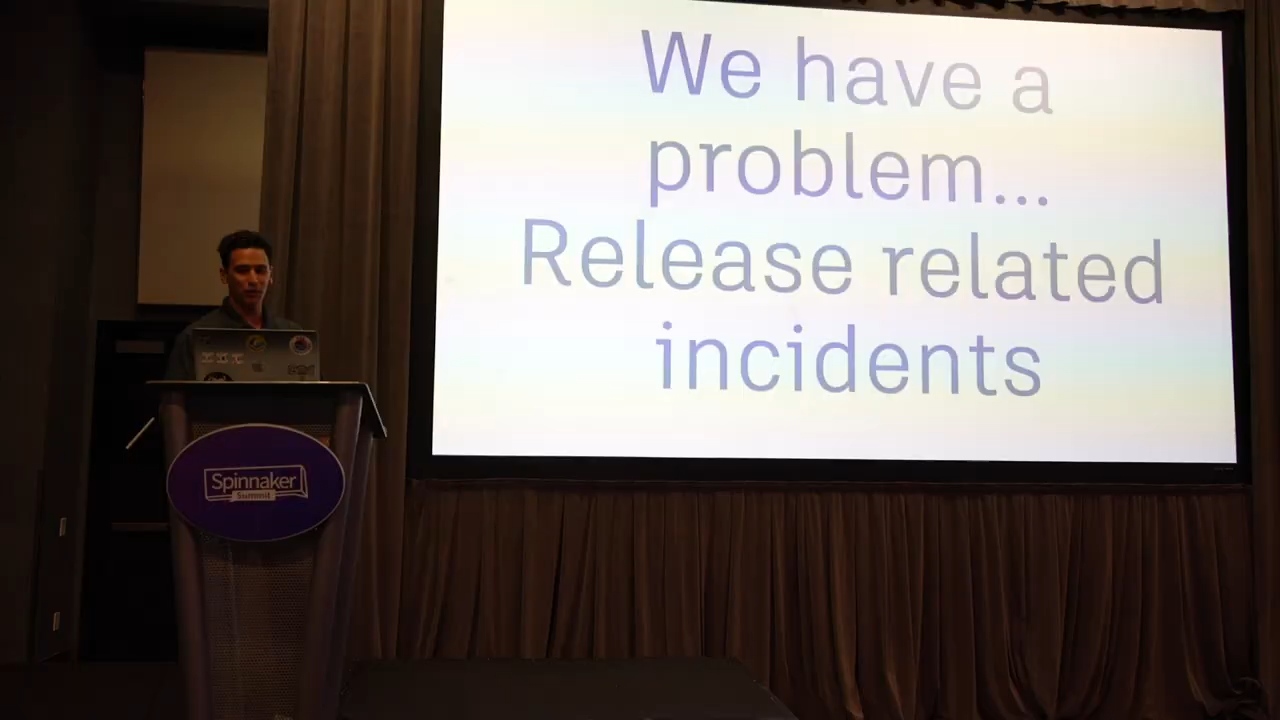 We have a
problem...
Release related
incidents
Spinnaker
Summit